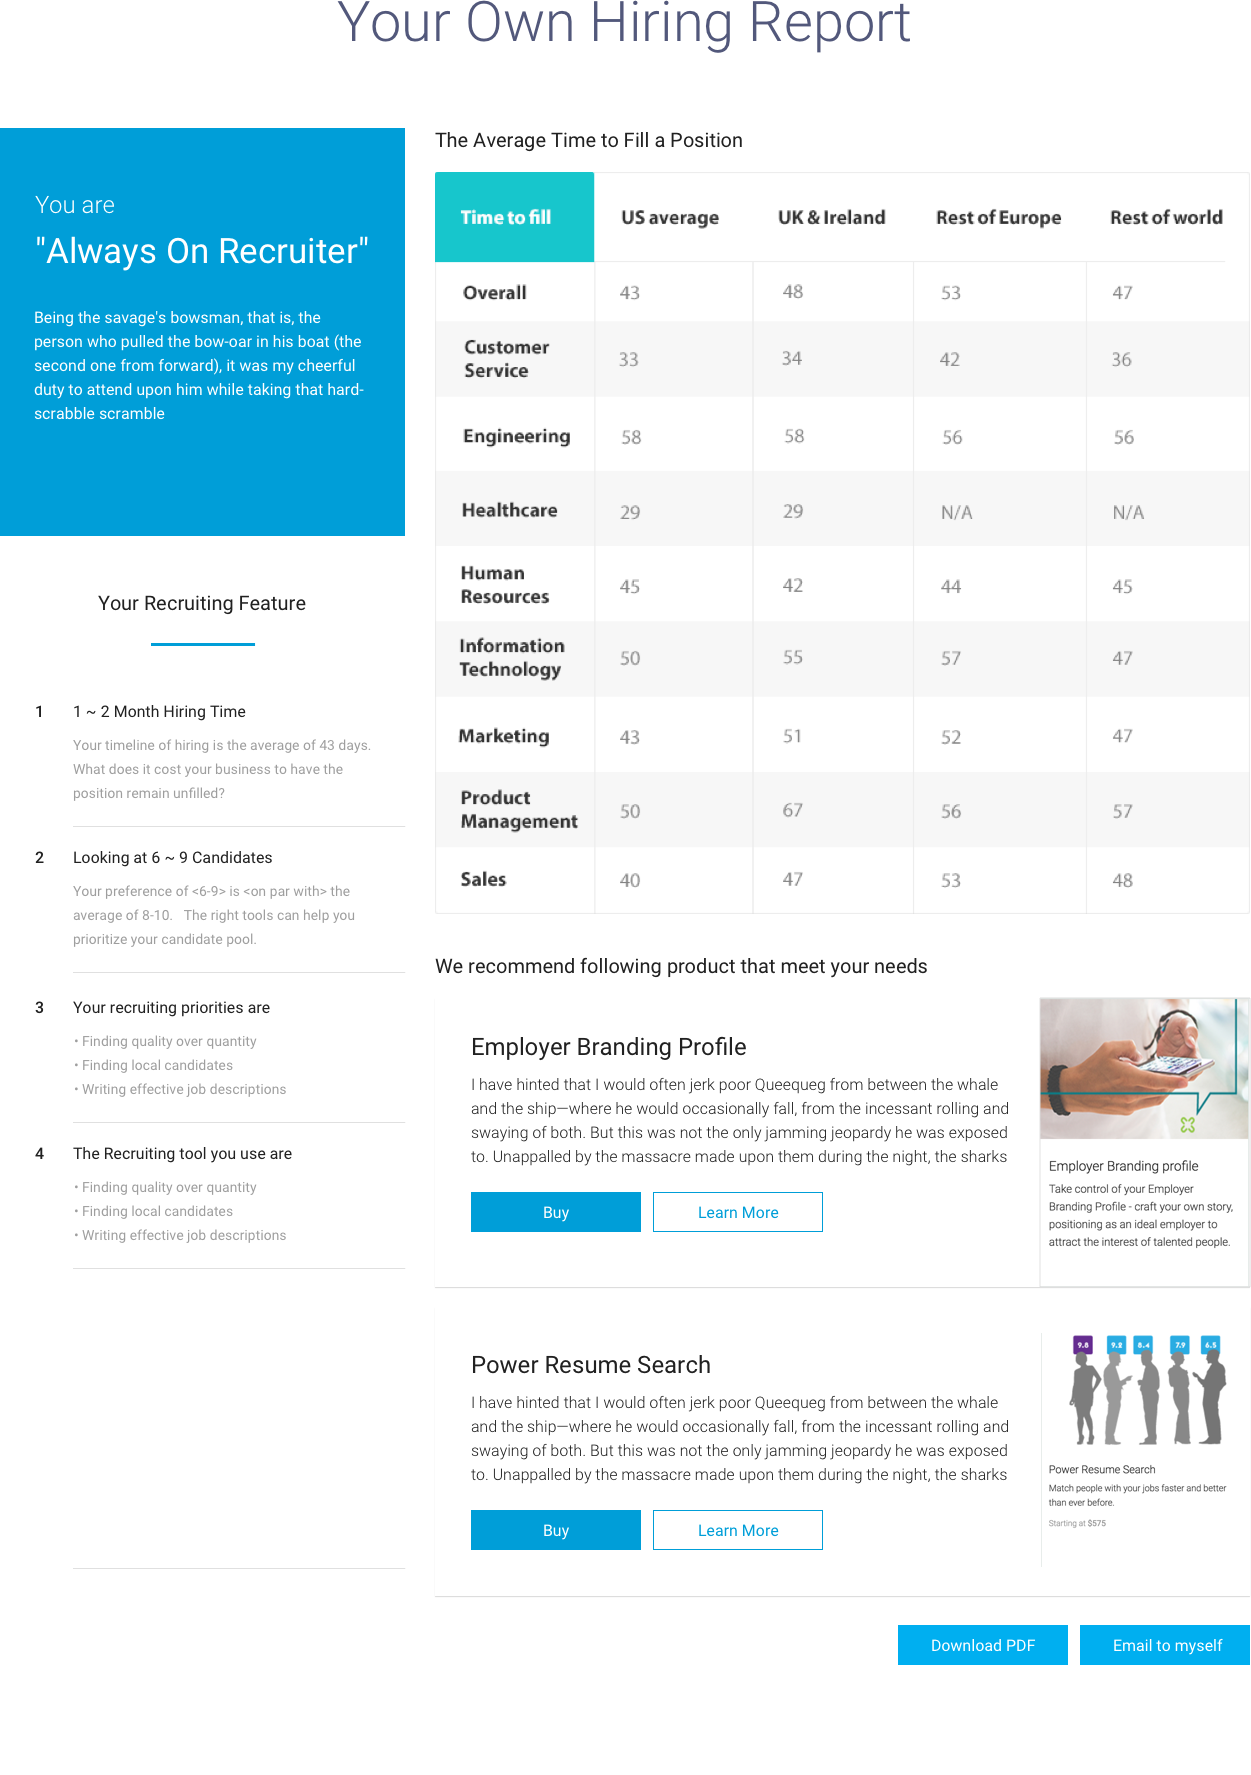 Your Own Hiring Report
You are
"Always On Recruiter"
Being the savage's bowsman, that is, the
person who pulled the bow-oar in his boat (the
second one from forward), it was my cheerful
duty to attend upon him while taking that hard-
scrabble scramble
Your Recruiting Feature
1 1 ~ 2 Month Hiring Time
Your timeline of hiring is the average of 43 days.
What does it cost your business to have the
position remain unfilled?
2 Looking at 6 ~ 9 Candidates
Your preference of <6-9> is <on par with> the
average of 8-10. The right tools can help you
prioritize your candidate pool.
3 Your recruiting priorities are
• Finding quality over quantity
• Finding local candidates
• Writing effective job descriptions
4 The Recruiting tool you use are
• Finding quality over quantity
• Finding local candidates
• Writing effective job descriptions
The Average Time to Fill a Position
Time to fill US average UK & Ireland Rest of Europe Rest of world
Overall 43 48 53 47
Customer
Service 33 34 42 36
Engineering 58 58 56 56
Healthcare 29 29 N/A N/A
Human
Resources 45 42 44 45
Information
Technology 50 55 57 47
Marketing 43 51 52 47
Product
Management 50 67 56 57
Sales 40 47 53 48
We recommend following product that meet your needs
Employer Branding Profile
I have hinted that I would often jerk poor Queequeg from between the whale
and the ship—where he would occasionally fall, from the incessant rolling and
swaying of both. But this was not the only jamming jeopardy he was exposed
to. Unappalled by the massacre made upon them during the night, the sharks
Buy Learn More
Employer Branding profile
Take control of your Employer
Branding Profile - craft your own story,
positioning as an ideal employer to
attract the interest of talented people.
Power Resume Search
I have hinted that I would often jerk poor Queequeg from between the whale
and the ship—where he would occasionally fall, from the incessant rolling and
swaying of both. But this was not the only jamming jeopardy he was exposed
to. Unappalled by the massacre made upon them during the night, the sharks
Buy Learn More
9.8 9.2 8.4 7.9 6.5
Power Resume Search
Match people with your jobs faster and better
than ever before.
Starting at $575
Download PDF Email to myself